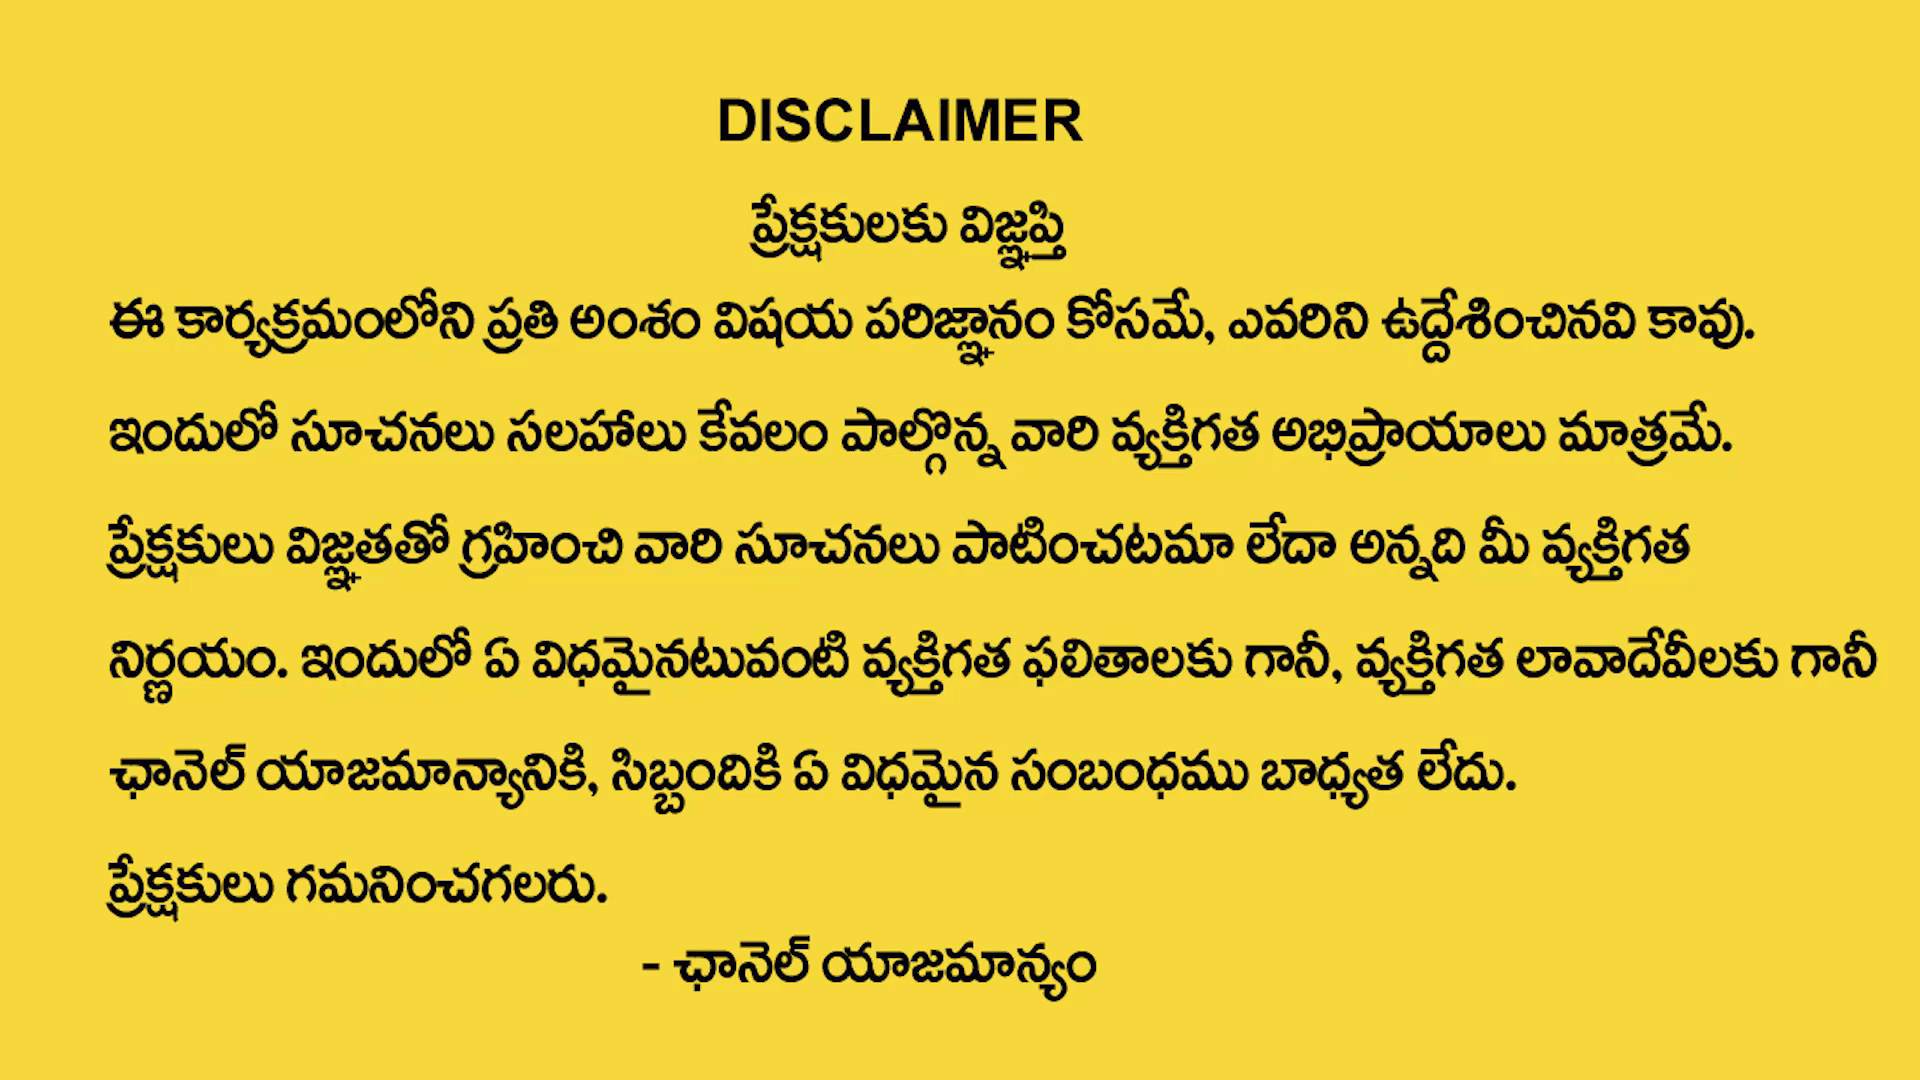 DISCLAIMER
ప్రేక్షకులకు విజ్ఞప్తి
ఈ కార్యక్రమంలోని ప్రతి అంశం విషయ పరిజ్ఞానం కోసమే, ఎవరిని ఉద్దేశించినవి కావు.
ఇందులో సూచనలు సలహాలు కేవలం పాల్గొన్న వారి వ్యక్తిగత అభిప్రాయాలు మాత్రమే.
ప్రేక్షకులు విజ్ఞతతో గ్రహించి వారి సూచనలు పాటించటమా లేదా అన్నది మీ వ్యక్తిగత
నిర్ణయం. ఇందులో ఏ విధమైనటువంటి వ్యక్తిగత ఫలితాలకు గానీ, వ్యక్తిగత లావాదేవీలకు గానీ
ఛానెల్ యాజమాన్యానికి, సిబ్బందికి ఏ విధమైన సంబంధము బాధ్యత లేదు.
ప్రేక్షకులు గమనించగలరు.
- ఛానెల్ యాజమాన్యం